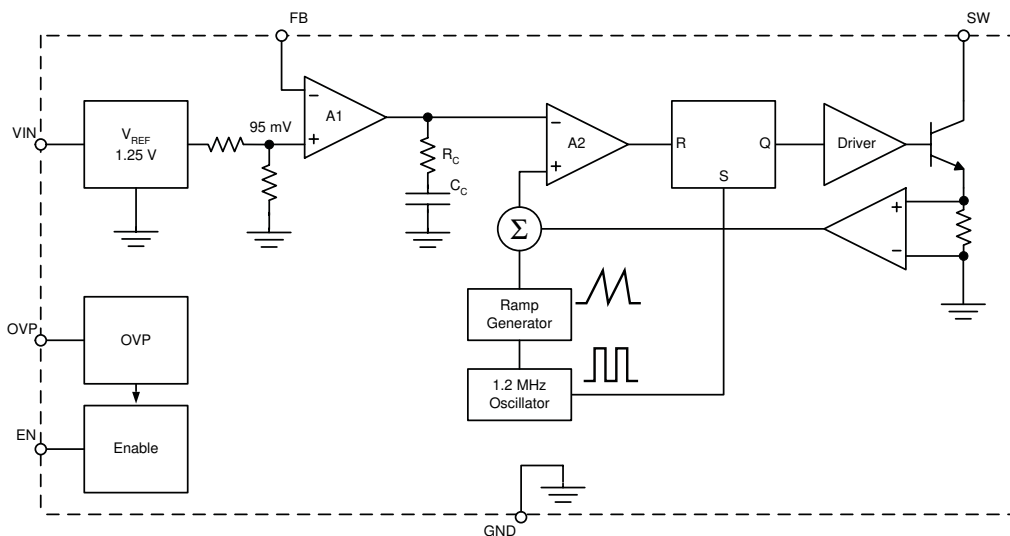 FB
SW
VIN
V_REF
1.25 V
95 mV
−
+
A1
R_C
C_C
−
+
A2
R
Q
S
Driver
+
−
Σ
Ramp
Generator
1.2 MHz
Oscillator
OVP
OVP
EN
Enable
GND